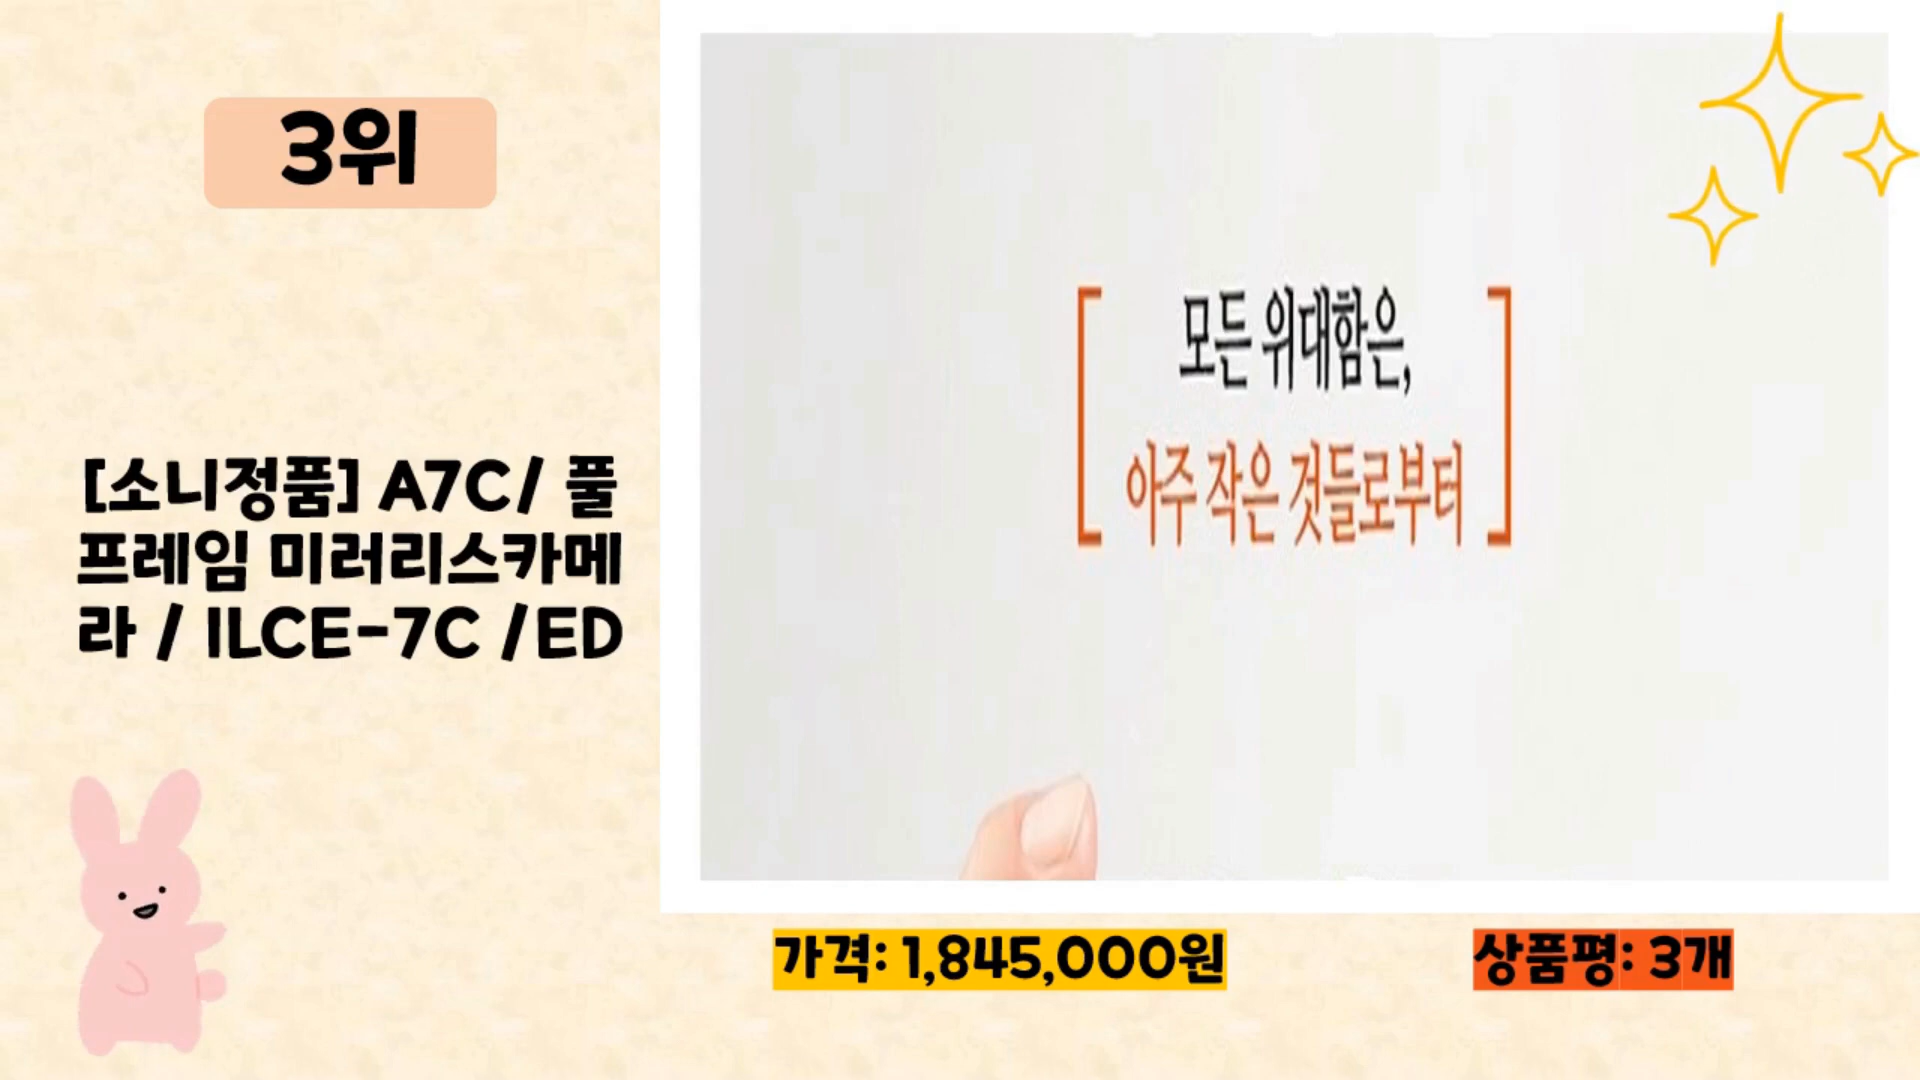 3위
[소니정품] A7C/ 풀
프레임 미러리스카메
라 / ILCE-7C /ED
모든 위대함은,
아주 작은 것들로부터
가격: 1,845,000원
상품평: 3개